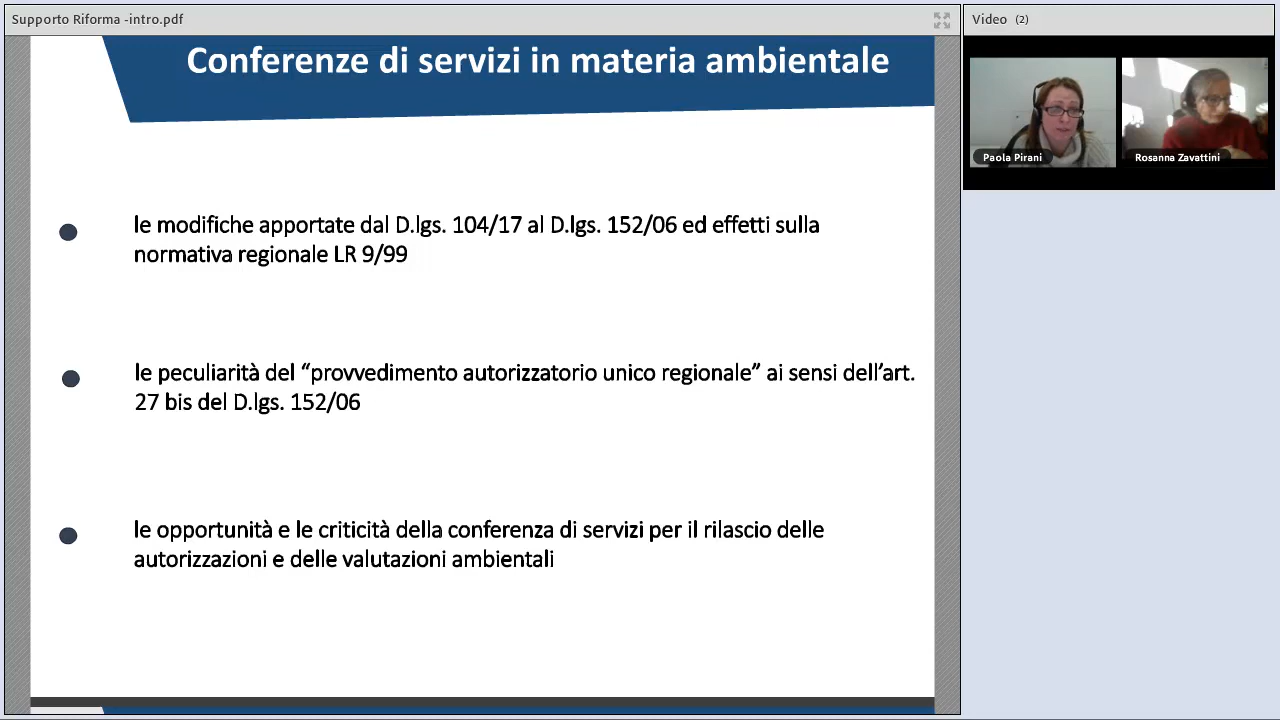 Supporto Riforma -intro.pdf
Video (2)
Conferenze di servizi in materia ambientale
Paola Pirani
Rosanna Zavattini
le modifiche apportate dal D.lgs. 104/17 al D.lgs. 152/06 ed effetti sulla
normativa regionale LR 9/99
le peculiarità del “provvedimento autorizzatorio unico regionale” ai sensi dell’art.
27 bis del D.lgs. 152/06
le opportunità e le criticità della conferenza di servizi per il rilascio delle
autorizzazioni e delle valutazioni ambientali